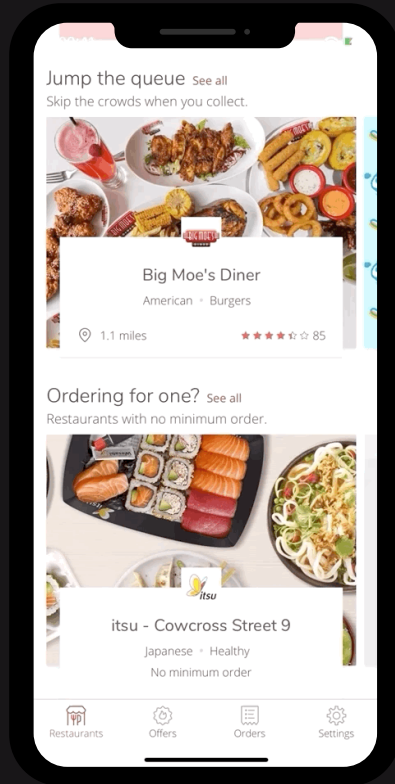 Jump the queue See all
Skip the crowds when you collect.
BIG MOE'S
Big Moe's Diner
American • Burgers
1.1 miles 85
Ordering for one? See all
Restaurants with no minimum order.
itsu
itsu - Cowcross Street 9
Japanese • Healthy
No minimum order
Restaurants Offers Orders Settings